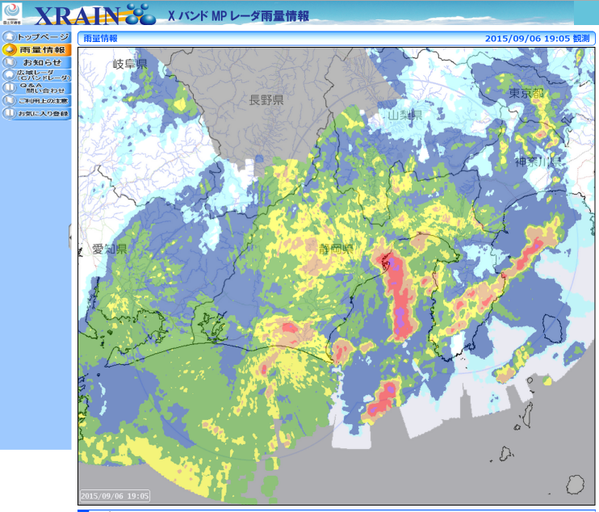 XRAIN
X バンド MP レーダ雨量情報
トップページ
雨量情報
お知らせ
広域レーダ
(Cバンドレーダ)
Q&A
問い合わせ
ご利用上の注意
お気に入り登録
雨量情報
2015/09/06 19:05 観測
岐阜県
長野県
山梨県
東京都
神奈川県
愛知県
静岡県
2015/09/06 19:05